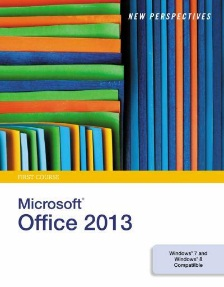 NEW PERSPECTIVES
FIRST COURSE
Microsoft®
Office 2013
Windows® 7 and
Windows 8
Compatible